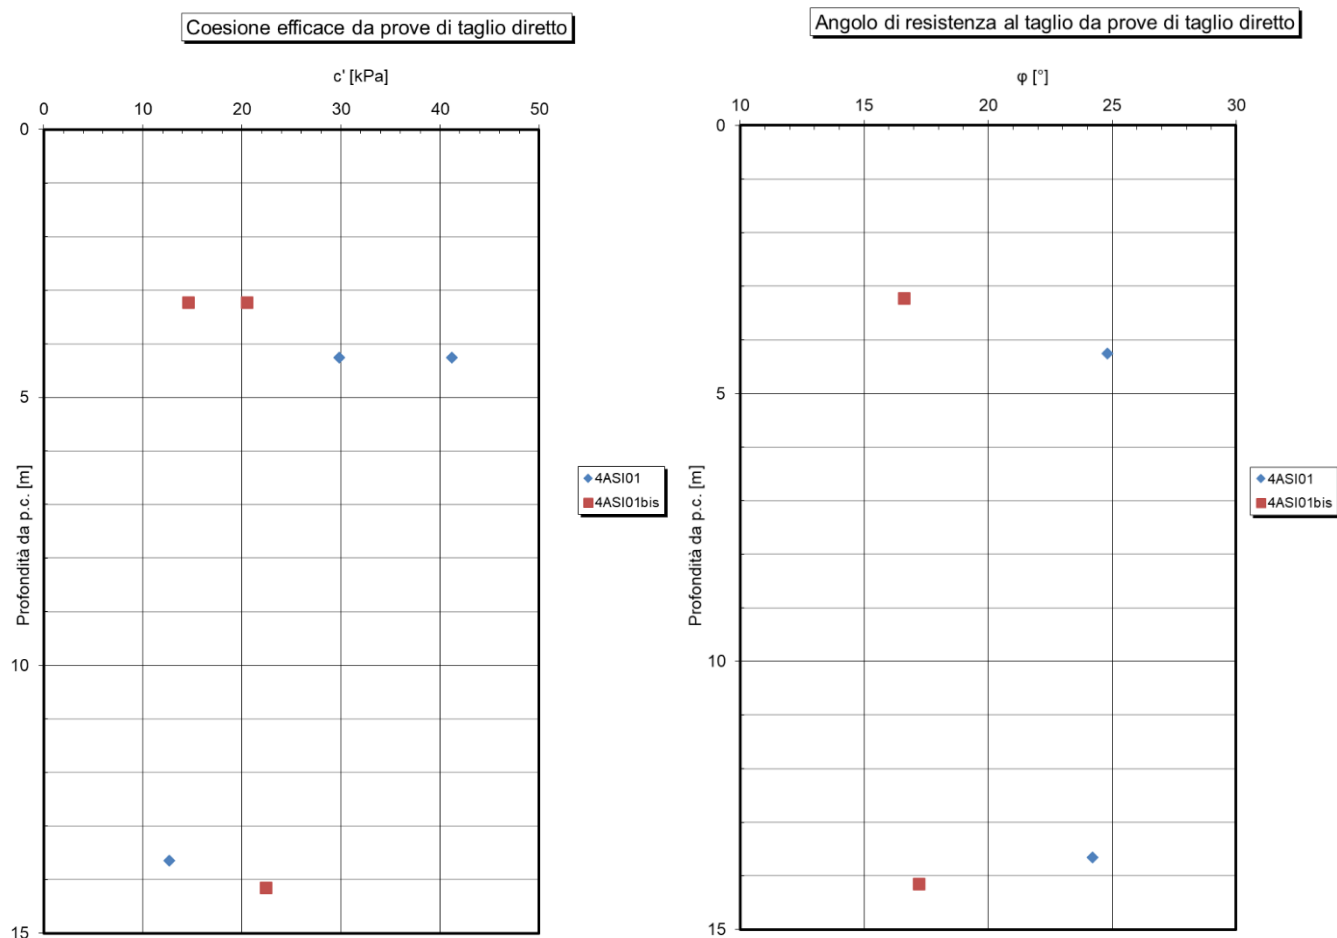 Coesione efficace da prove di taglio diretto
c' [kPa]
0 10 20 30 40 50
0
5
10
15
Profondità da p.c. [m]
4ASI01
4ASI01bis
Angolo di resistenza al taglio da prove di taglio diretto
φ [°]
10 15 20 25 30
0
5
10
15
Profondità da p.c. [m]
4ASI01
4ASI01bis